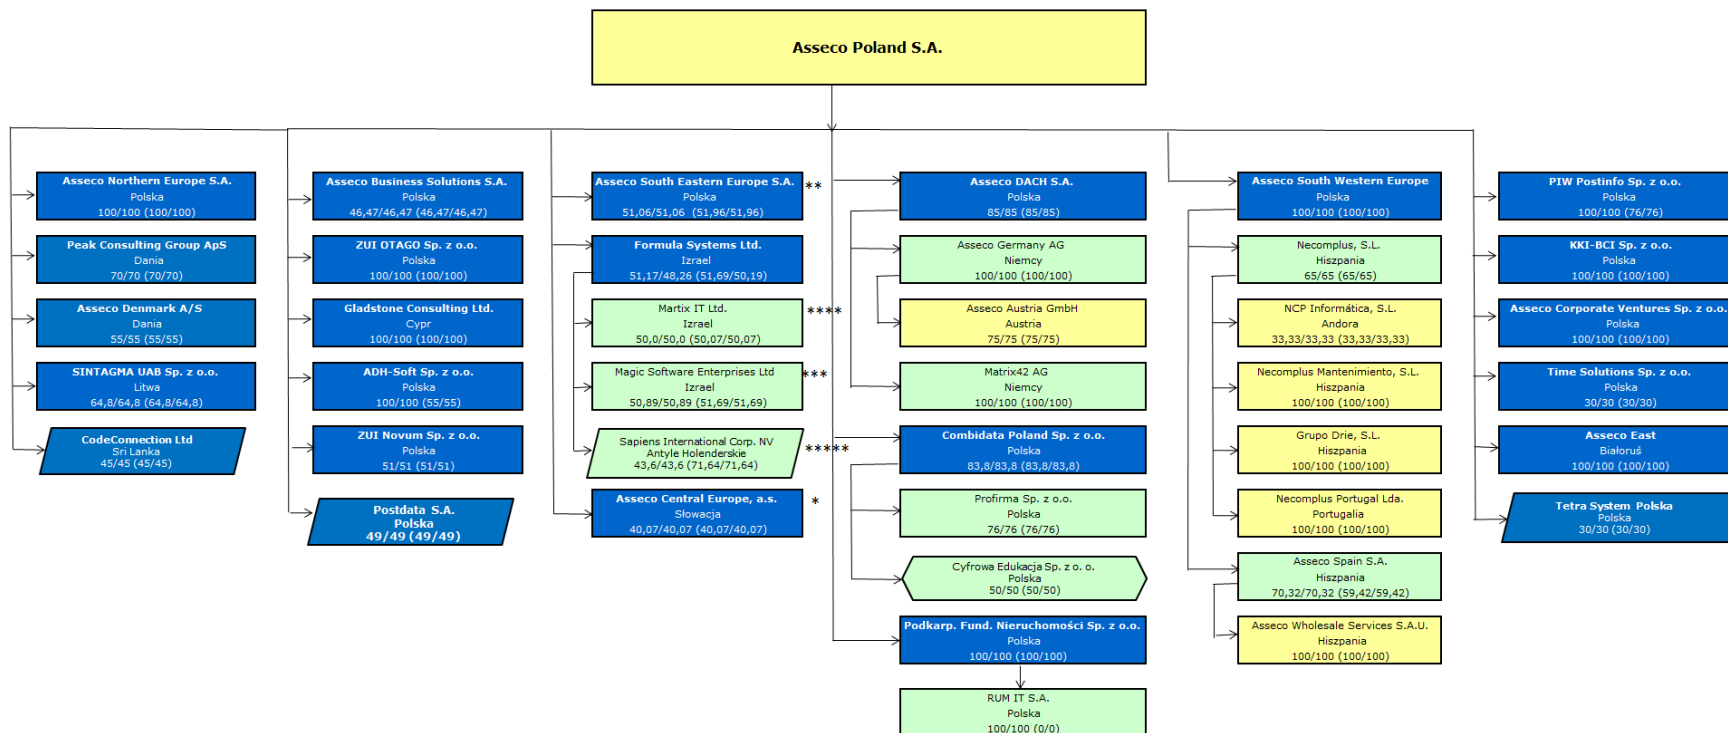 Asseco Poland S.A.
Asseco Northern Europe S.A.
Polska
100/100 (100/100)
Peak Consulting Group ApS
Dania
70/70 (70/70)
Asseco Denmark A/S
Dania
55/55 (55/55)
SINTAGMA UAB Sp. z o.o.
Litwa
64,8/64,8 (64,8/64,8)
CodeConnection Ltd
Sri Lanka
45/45 (45/45)
Asseco Business Solutions S.A.
Polska
46,47/46,47 (46,47/46,47)
ZUI OTAGO Sp. z o.o.
Polska
100/100 (100/100)
Gladstone Consulting Ltd.
Cypr
100/100 (100/100)
ADH-Soft Sp. z o.o.
Polska
100/100 (55/55)
ZUI Novum Sp. z o.o.
Polska
51/51 (51/51)
Postdata S.A.
Polska
49/49 (49/49)
Asseco South Eastern Europe S.A. **
Polska
51,06/51,06 (51,96/51,96)
Formula Systems Ltd.
Izrael
51,17/48,26 (51,69/50,19)
Martix IT Ltd. ****
Izrael
50,0/50,0 (50,07/50,07)
Magic Software Enterprises Ltd ***
Izrael
50,89/50,89 (51,69/51,69)
Sapiens International Corp. NV *****
Antyle Holenderskie
43,6/43,6 (71,64/71,64)
Asseco Central Europe, a.s. *
Słowacja
40,07/40,07 (40,07/40,07)
Asseco DACH S.A.
Polska
85/85 (85/85)
Asseco Germany AG
Niemcy
100/100 (100/100)
Asseco Austria GmbH
Austria
75/75 (75/75)
Matrix42 AG
Niemcy
100/100 (100/100)
Combidata Poland Sp. z o.o.
Polska
83,8/83,8 (83,8/83,8)
Profirma Sp. z o.o.
Polska
76/76 (76/76)
Cyfrowa Edukacja Sp. z o. o.
Polska
50/50 (50/50)
Podkarp. Fund. Nieruchomości Sp. z o.o.
Polska
100/100 (100/100)
RUM IT S.A.
Polska
100/100 (0/0)
Asseco South Western Europe
Polska
100/100 (100/100)
Necomplus, S.L.
Hiszpania
65/65 (65/65)
NCP Informática, S.L.
Andora
33,33/33,33 (33,33/33,33)
Necomplus Mantenimiento, S.L.
Hiszpania
100/100 (100/100)
Grupo Drie, S.L.
Hiszpania
100/100 (100/100)
Necomplus Portugal Lda.
Portugalia
100/100 (100/100)
Asseco Spain S.A.
Hiszpania
70,32/70,32 (59,42/59,42)
Asseco Wholesale Services S.A.U.
Hiszpania
100/100 (100/100)
PIW Postinfo Sp. z o.o.
Polska
100/100 (76/76)
KKI-BCI Sp. z o.o.
Polska
100/100 (100/100)
Asseco Corporate Ventures Sp. z o.o.
Polska
100/100 (100/100)
Time Solutions Sp. z o.o.
Polska
30/30 (30/30)
Asseco East
Białoruś
100/100 (100/100)
Tetra System Polska
Polska
30/30 (30/30)